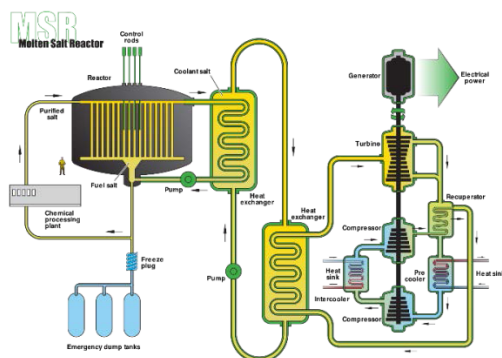 MSR
Molten Salt Reactor
Control
rods
Reactor
Coolant salt
Purified
salt
Fuel salt
Pump
Heat
exchanger
Chemical
processing
plant
Freeze
plug
Emergency dump tanks
Pump
Heat
exchanger
Generator
Electrical
power
Turbine
Recuperator
Compressor
Heat
sink
Pre
cooler
Heat sink
Intercooler
Compressor